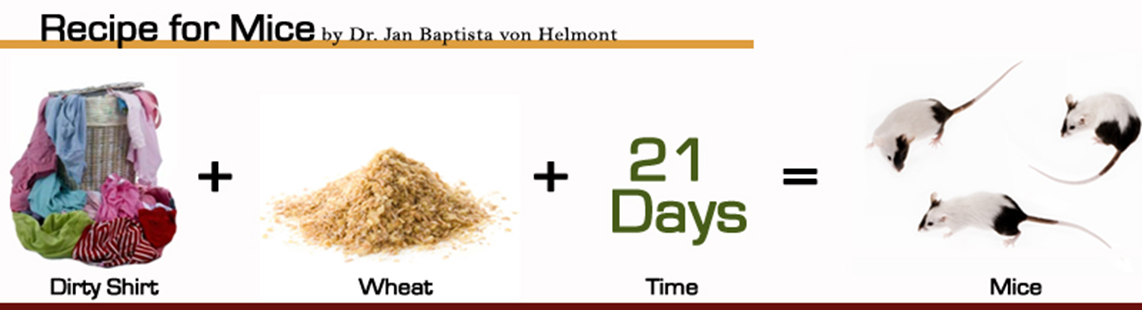 Recipe for Mice by Dr. Jan Baptista von Helmont
+ + 21 Days =
Dirty Shirt Wheat Time Mice